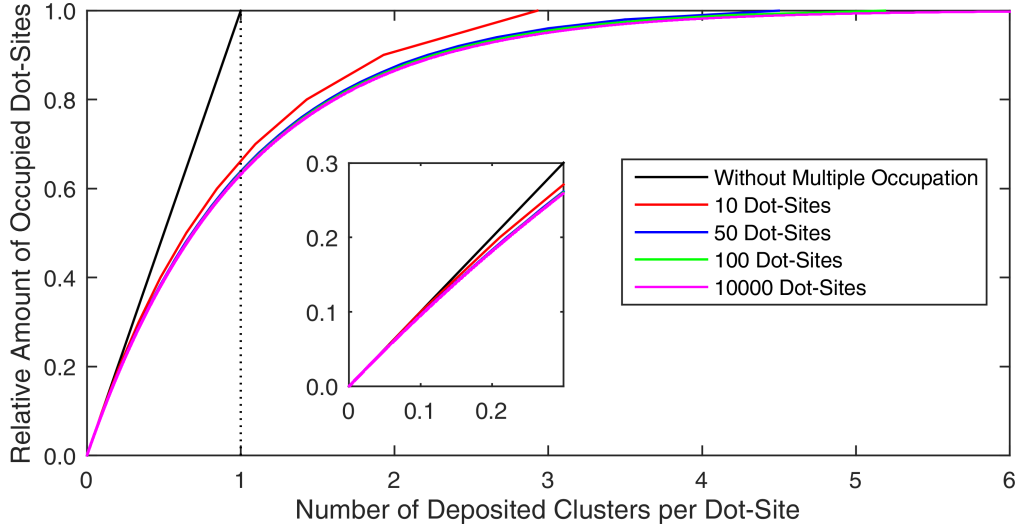 Relative Amount of Occupied Dot-Sites
1.0
0.8
0.6
0.4
0.2
0.0
0.3
0.2
0.1
0.0
0 0.1 0.2
Without Multiple Occupation
10 Dot-Sites
50 Dot-Sites
100 Dot-Sites
10000 Dot-Sites
0 1 2 3 4 5 6
Number of Deposited Clusters per Dot-Site